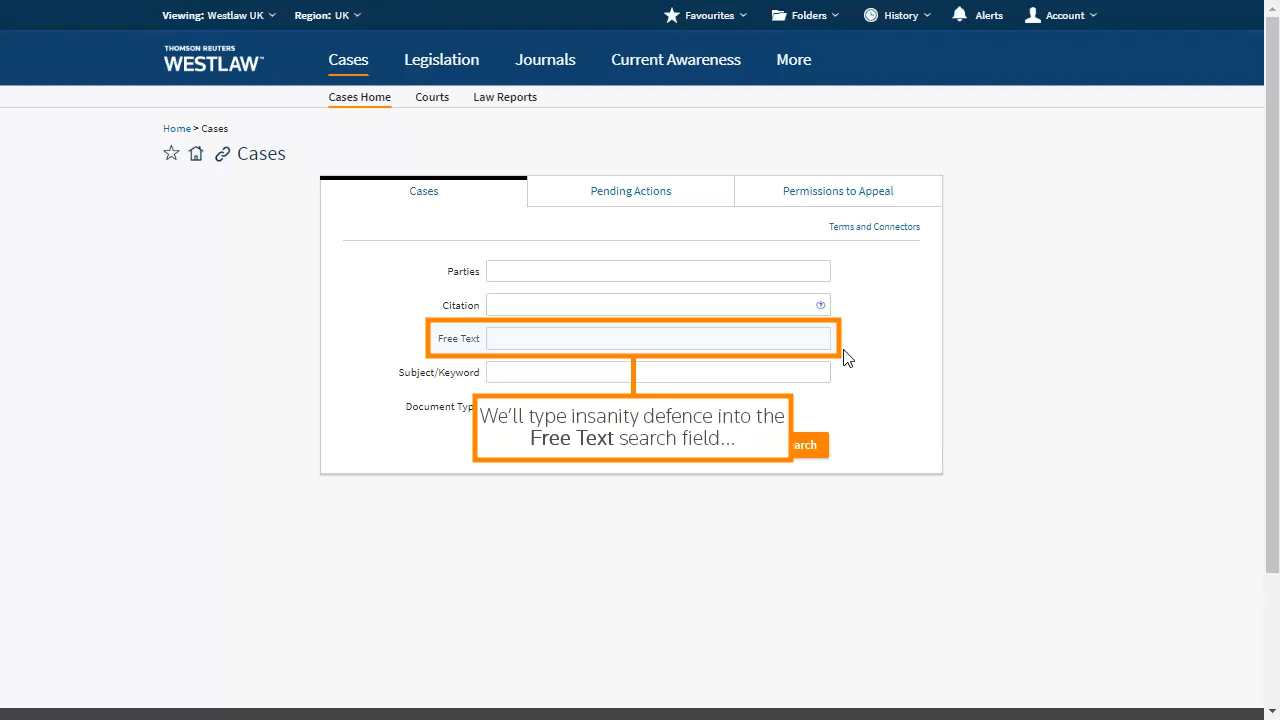 Viewing: Westlaw UK Region: UK Favourites Folders History Alerts Account
THOMSON REUTERS
WESTLAW™
Cases Legislation Journals Current Awareness More
Cases Home Courts Law Reports
Home > Cases
Cases
Cases Pending Actions Permissions to Appeal
Terms and Connectors
Parties
Citation
Free Text
Subject/Keyword
Document Typ
We'll type insanity defence into the
Free Text search field...
arch